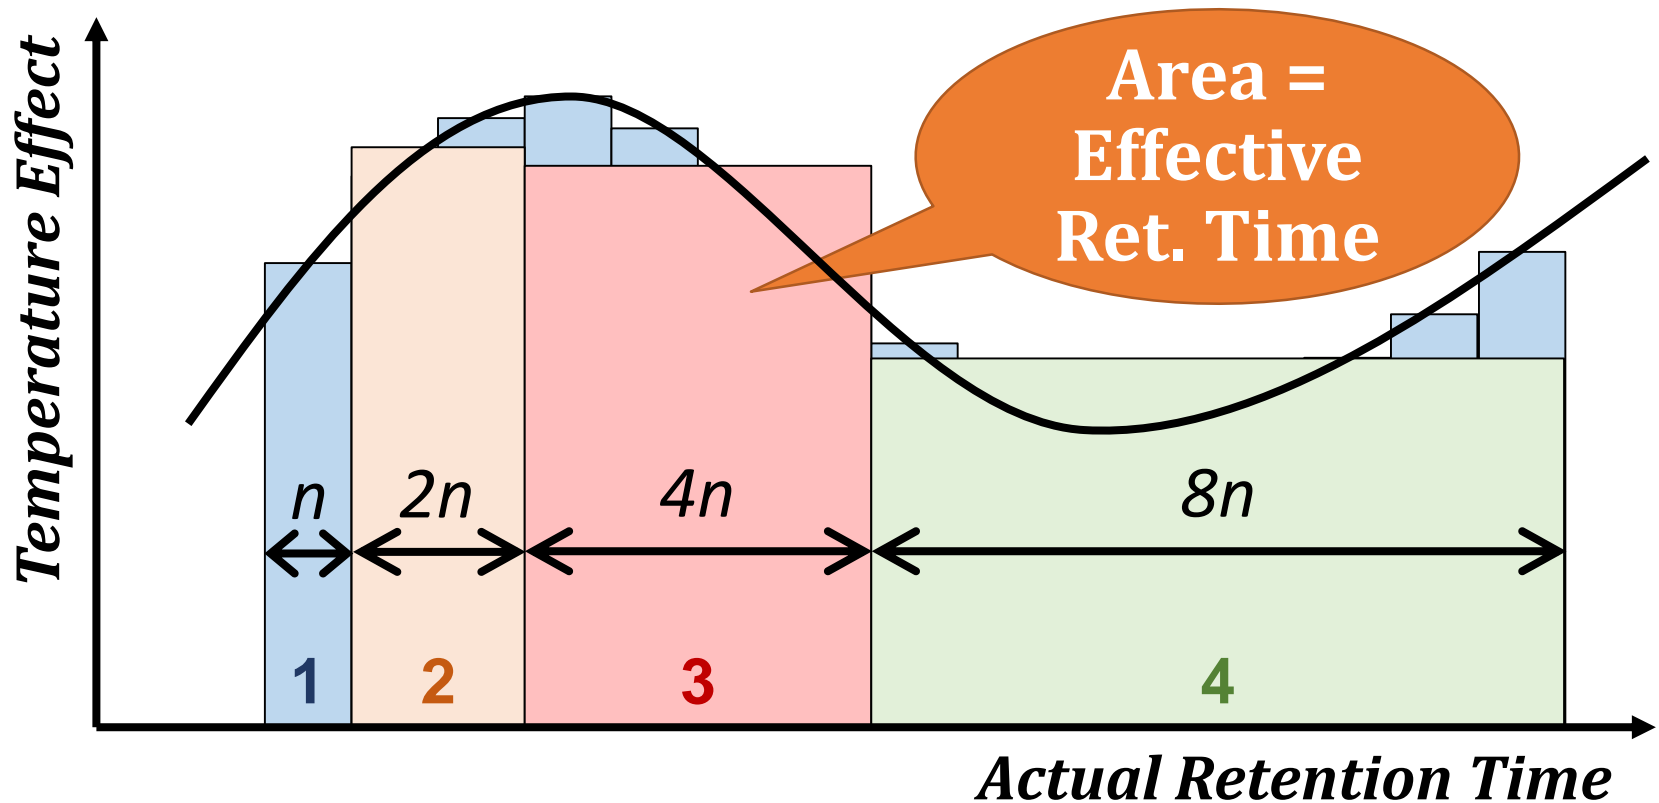 Temperature Effect
Area =
Effective
Ret. Time
n
2n
4n
8n
1
2
3
4
Actual Retention Time